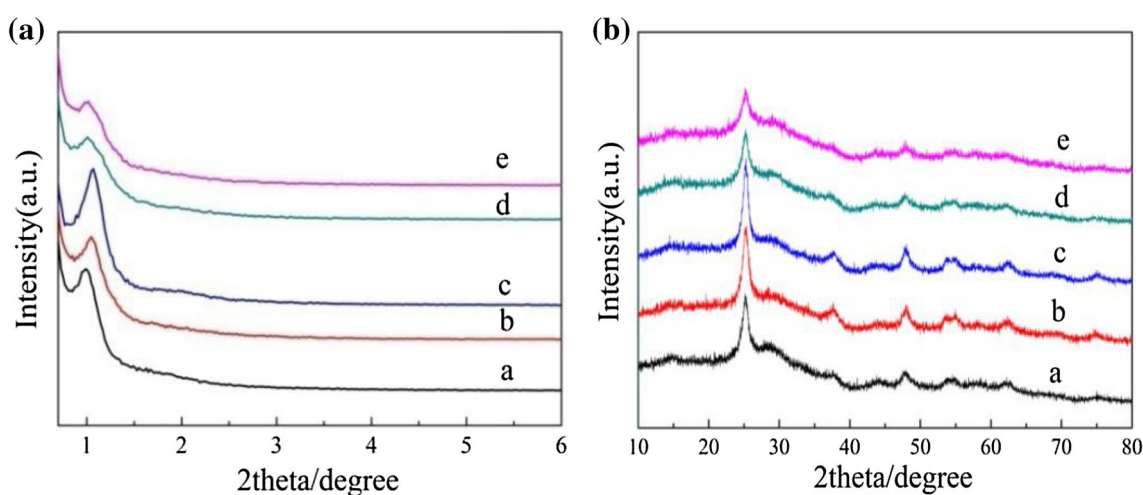 (a)
Intensity(a.u.)
e
d
c
b
a
1 2 3 4 5 6
2theta/degree
(b)
Intensity(a.u.)
e
d
c
b
a
10 20 30 40 50 60 70 80
2theta/degree